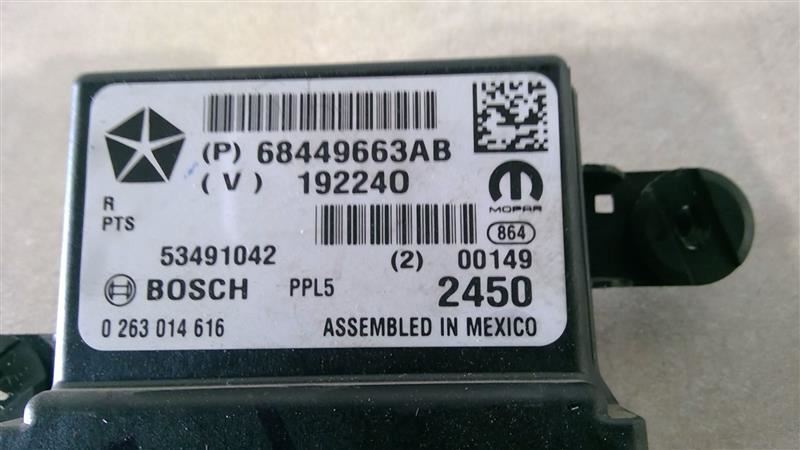 (P) 68449663AB
(V) 192240
MOPAR
R
PTS
864
53491042
(2) 00149
BOSCH PPL5 2450
0 263 014 616 ASSEMBLED IN MEXICO